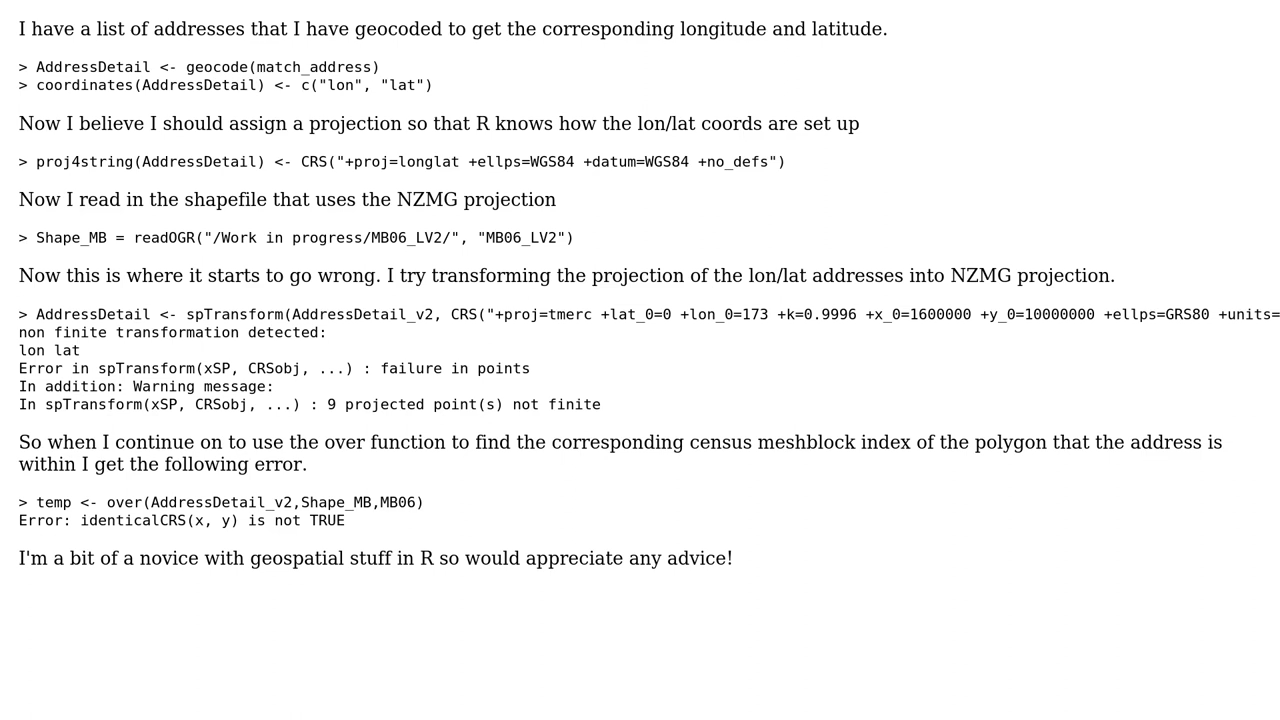 I have a list of addresses that I have geocoded to get the corresponding longitude and latitude.
> AddressDetail <- geocode(match_address)
> coordinates(AddressDetail) <- c("lon", "lat")
Now I believe I should assign a projection so that R knows how the lon/lat coords are set up
> proj4string(AddressDetail) <- CRS("+proj=longlat +ellps=WGS84 +datum=WGS84 +no_defs")
Now I read in the shapefile that uses the NZMG projection
> Shape_MB = readOGR("/Work in progress/MB06_LV2/", "MB06_LV2")
Now this is where it starts to go wrong. I try transforming the projection of the lon/lat addresses into NZMG projection.
> AddressDetail <- spTransform(AddressDetail_v2, CRS("+proj=tmerc +lat_0=0 +lon_0=173 +k=0.9996 +x_0=1600000 +y_0=10000000 +ellps=GRS80 +units=
non finite transformation detected:
lon lat
Error in spTransform(xSP, CRSobj, ...) : failure in points
In addition: Warning message:
In spTransform(xSP, CRSobj, ...) : 9 projected point(s) not finite
So when I continue on to use the over function to find the corresponding census meshblock index of the polygon that the address is
within I get the following error.
> temp <- over(AddressDetail_v2,Shape_MB,MB06)
Error: identicalCRS(x, y) is not TRUE
I'm a bit of a novice with geospatial stuff in R so would appreciate any advice!